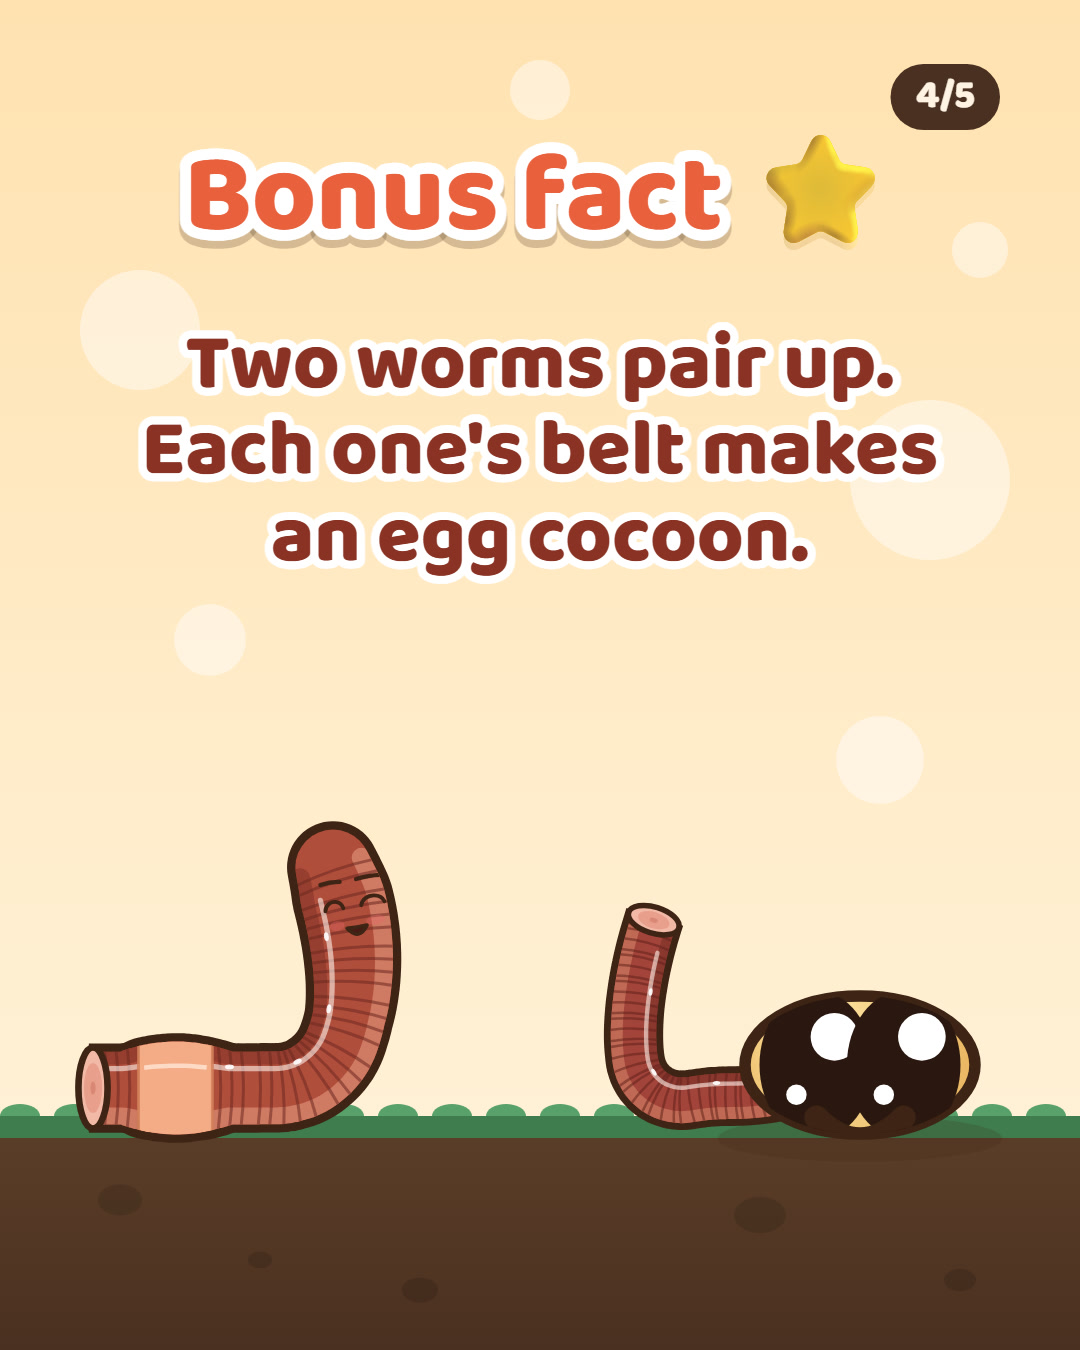 4/5
Bonus fact
Two worms pair up.
Each one's belt makes
an egg cocoon.